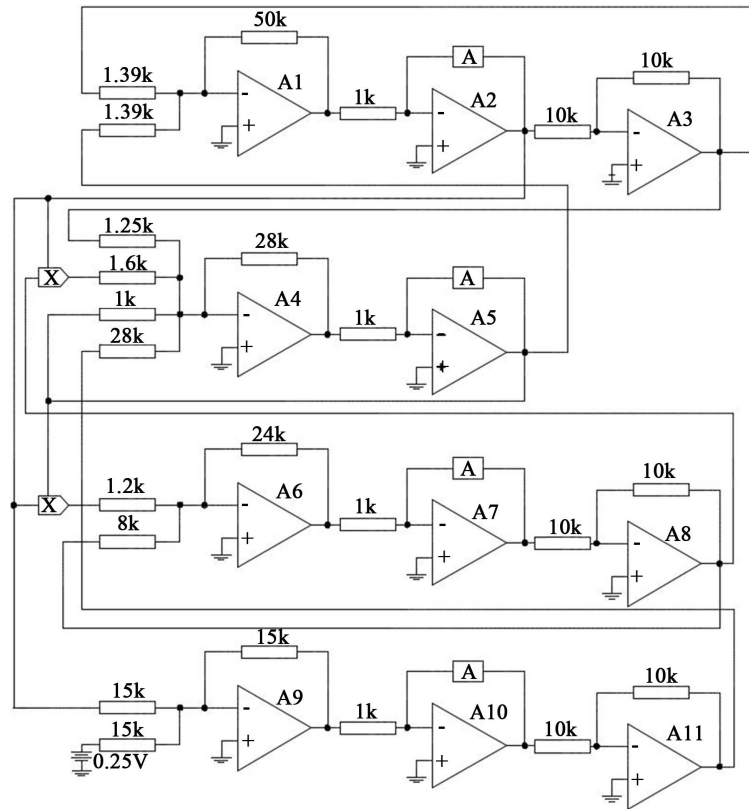 50k
1.39k
1.39k
- A1 +
1k
A
- A2 +
10k
10k
- A3 +
1.25k
X
1.6k
1k
28k
28k
- A4 +
1k
A
- A5 +
24k
X
1.2k
8k
- A6 +
1k
A
- A7 +
10k
10k
- A8 +
15k
15k
15k
0.25V
- A9 +
1k
A
- A10 +
10k
10k
- A11 +